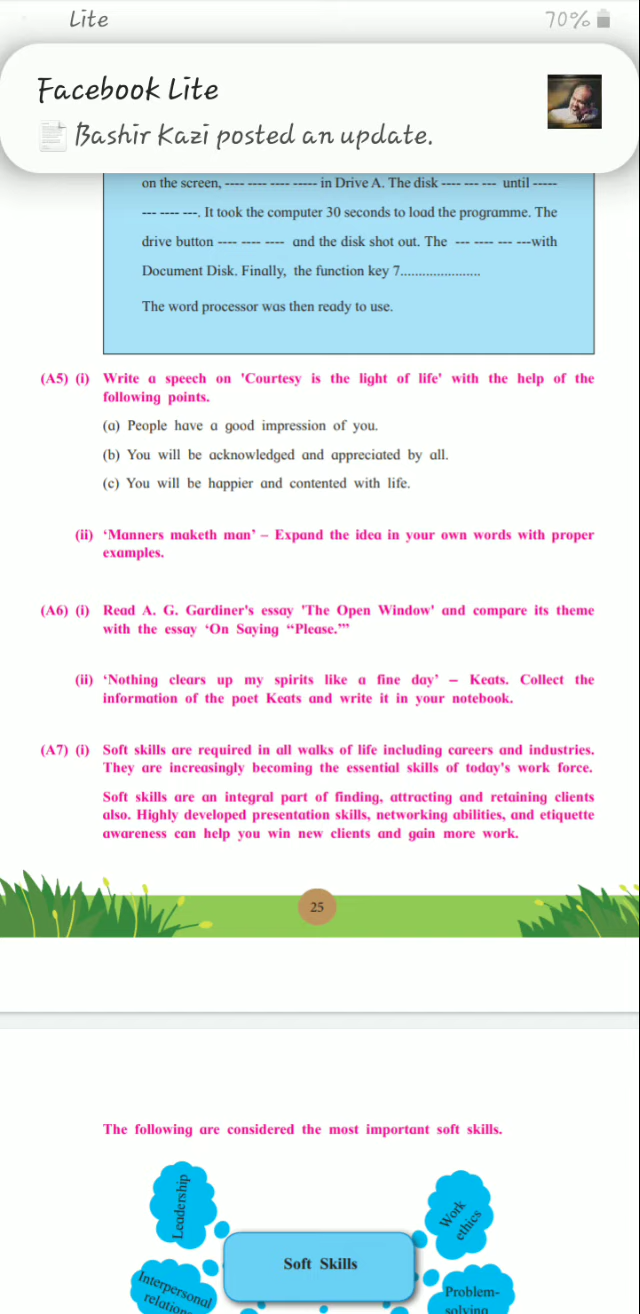 Lite
70%
Facebook Lite
Bashir Kazi posted an update.
on the screen, ---- ---- ---- ----- in Drive A. The disk ---- --- --- until -----
--- ---- ---. It took the computer 30 seconds to load the programme. The
drive button ---- ---- ---- and the disk shot out. The --- ---- --- ---with
Document Disk. Finally, the function key 7......................
The word processor was then ready to use.
(A5) (i) Write a speech on 'Courtesy is the light of life' with the help of the
following points.
(a) People have a good impression of you.
(b) You will be acknowledged and appreciated by all.
(c) You will be happier and contented with life.
(ii) ‘Manners maketh man’ – Expand the idea in your own words with proper
examples.
(A6) (i) Read A. G. Gardiner's essay 'The Open Window' and compare its theme
with the essay ‘On Saying “Please.”’
(ii) ‘Nothing clears up my spirits like a fine day’ – Keats. Collect the
information of the poet Keats and write it in your notebook.
(A7) (i) Soft skills are required in all walks of life including careers and industries.
They are increasingly becoming the essential skills of today's work force.
Soft skills are an integral part of finding, attracting and retaining clients
also. Highly developed presentation skills, networking abilities, and etiquette
awareness can help you win new clients and gain more work.
25
The following are considered the most important soft skills.
Leadership
Work
ethics
Soft Skills
Interpersonal
relation
Problem-
solving